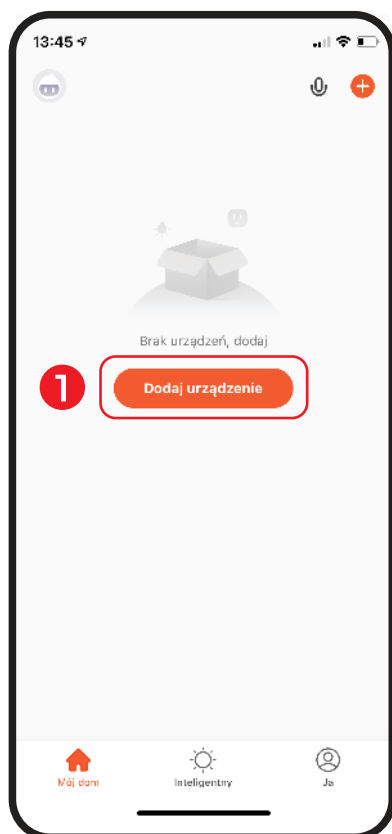 13:45
Brak urządzeń, dodaj
1
Dodaj urządzenie
Mój dom
Inteligentny
Ja